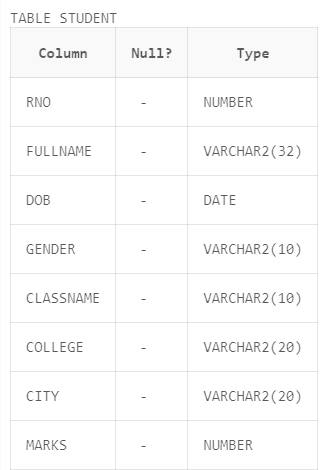 TABLE STUDENT
Column Null? Type
RNO - NUMBER
FULLNAME - VARCHAR2(32)
DOB - DATE
GENDER - VARCHAR2(10)
CLASSNAME - VARCHAR2(10)
COLLEGE - VARCHAR2(20)
CITY - VARCHAR2(20)
MARKS - NUMBER